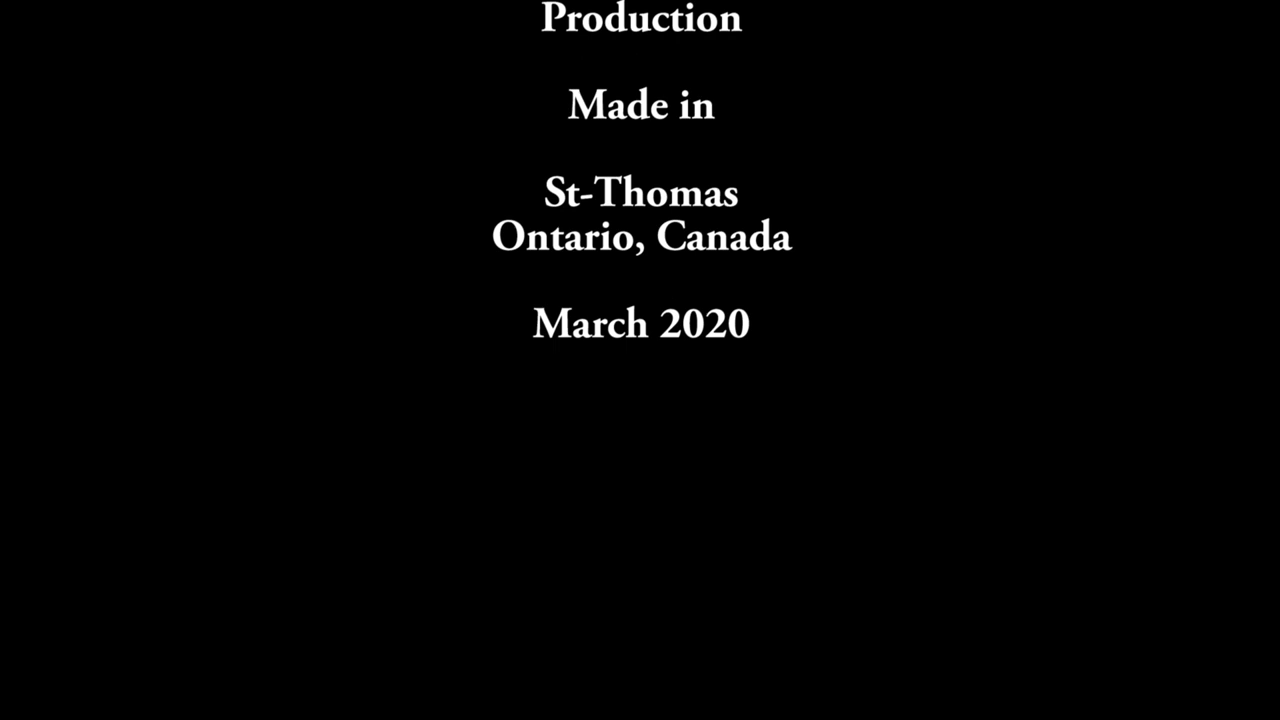 Production
Made in
St-Thomas
Ontario, Canada
March 2020